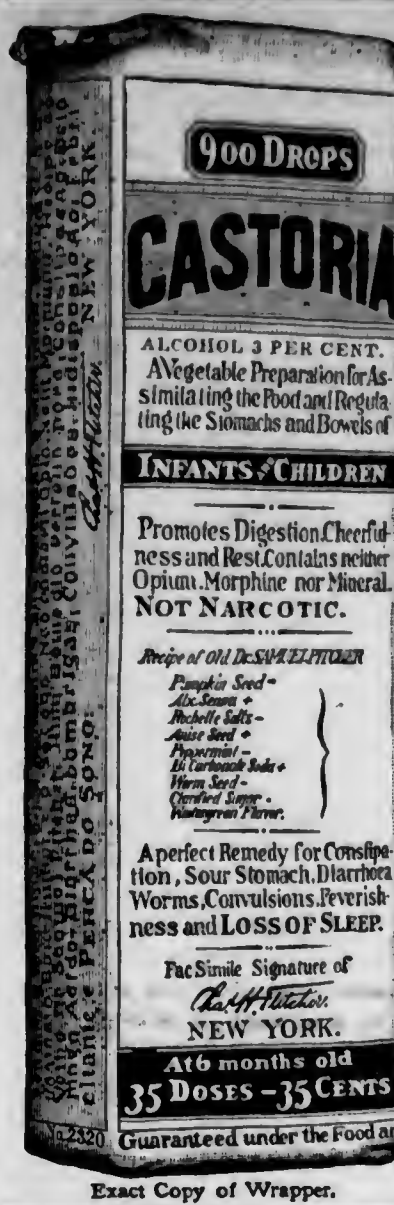 900 DROPS
CASTORIA
ALCOHOL 3 PER CENT.
A Vegetable Preparation for As-
similating the Food and Regula-
ting the Stomachs and Bowels of
INFANTS & CHILDREN
Promotes Digestion.Cheerful-
ness and Rest.Contains neither
Opium.Morphine nor Mineral.
NOT NARCOTIC.
Recipe of Old Dr. SAMUEL PITCHER
Pumpkin Seed -
Alx. Senna +
Rochelle Salts -
Anise Seed +
Peppermint -
Bi Carbonate Soda +
Worm Seed -
Clarified Sugar .
Wintergreen Flavor.
A perfect Remedy for Constipa-
tion, Sour Stomach.Diarrhoea
Worms,Convulsions.Feverish-
ness and LOSS OF SLEEP.
Fac Simile Signature of
Chas H. Fletcher.
NEW YORK.
At 6 months old
35 DOSES - 35 CENTS
Guaranteed under the Food a
Exact Copy of Wrapper.
Chas H. Fletcher. NEW YORK.
e PERCA DO SONO.
2320